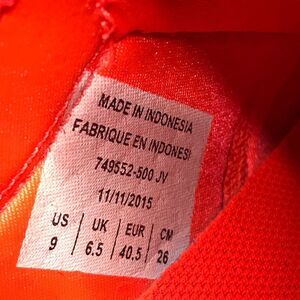 MADE IN INDONESIA
FABRIQUE EN INDONESI
749552-500 JV
11/11/2015
US UK EUR CM
9 6.5 40.5 26